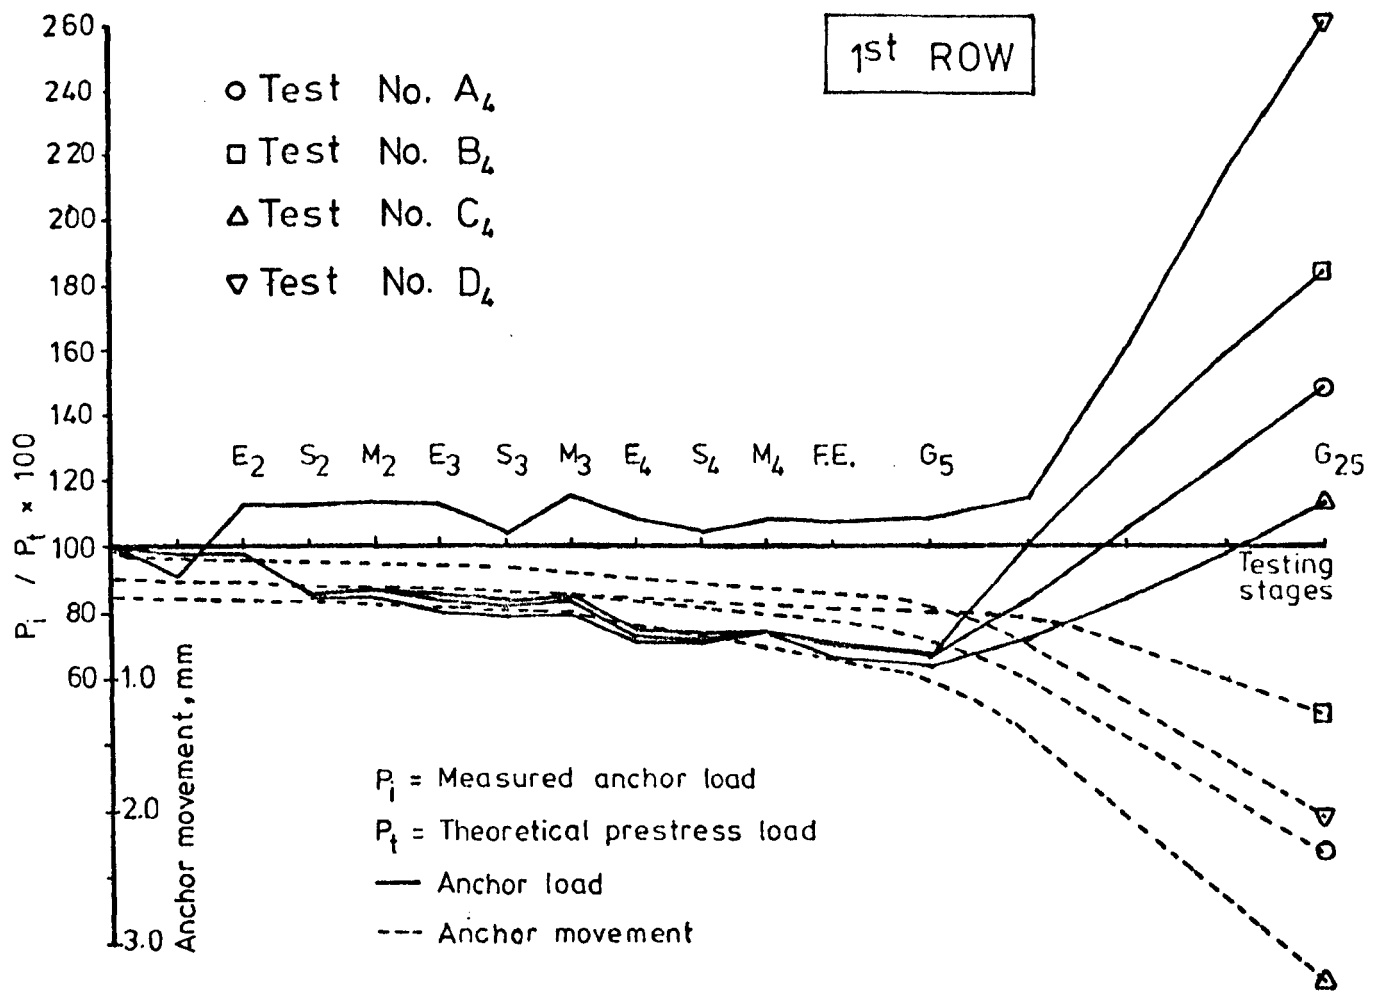 1st ROW
Test No. A4
Test No. B4
Test No. C4
Test No. D4
260
240
220
200
180
160
140
120
100
80
60
Pi / Pt × 100
E2 S2 M2 E3 S3 M3 E4 S4 M4 F.E. G5 G25
Testing
stages
1.0
2.0
3.0
Anchor movement, mm
Pi = Measured anchor load
Pt = Theoretical prestress load
Anchor load
Anchor movement